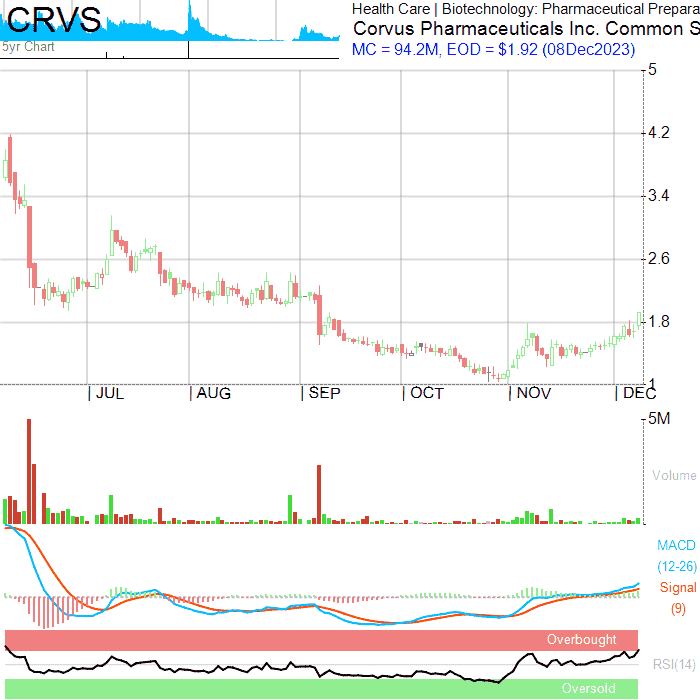 CRVS
5yr Chart
Health Care | Biotechnology: Pharmaceutical Prepara
Corvus Pharmaceuticals Inc. Common S
MC = 94.2M, EOD = $1.92 (08Dec2023)
5
4.2
3.4
2.6
1.8
1
JUL AUG SEP OCT NOV DEC
5M
Volume
MACD
(12-26)
Signal
(9)
Overbought
RSI(14)
Oversold